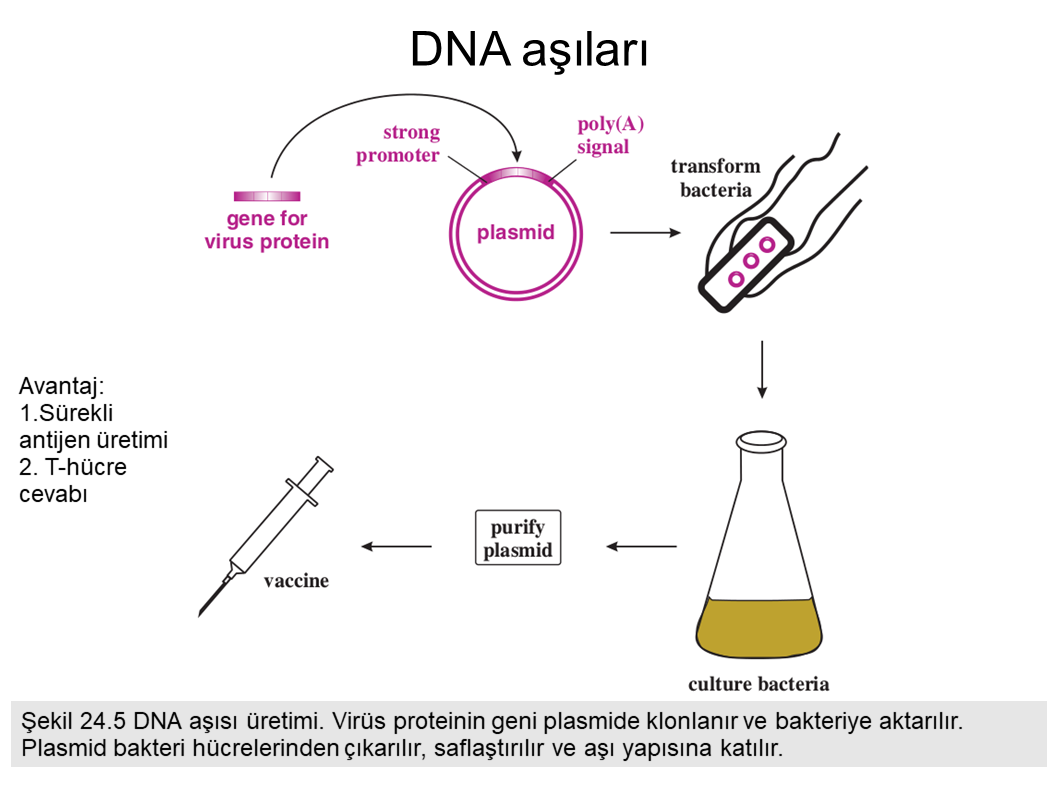 DNA aşıları
strong
promoter
poly(A)
signal
transform
bacteria
gene for
virus protein
plasmid
Avantaj:
1.Sürekli
antijen üretimi
2. T-hücre
cevabı
purify
plasmid
vaccine
culture bacteria
Şekil 24.5 DNA aşısı üretimi. Virüs proteinin geni plasmide klonlanır ve bakteriye aktarılır.
Plasmid bakteri hücrelerinden çıkarılır, saflaştırılır ve aşı yapısına katılır.